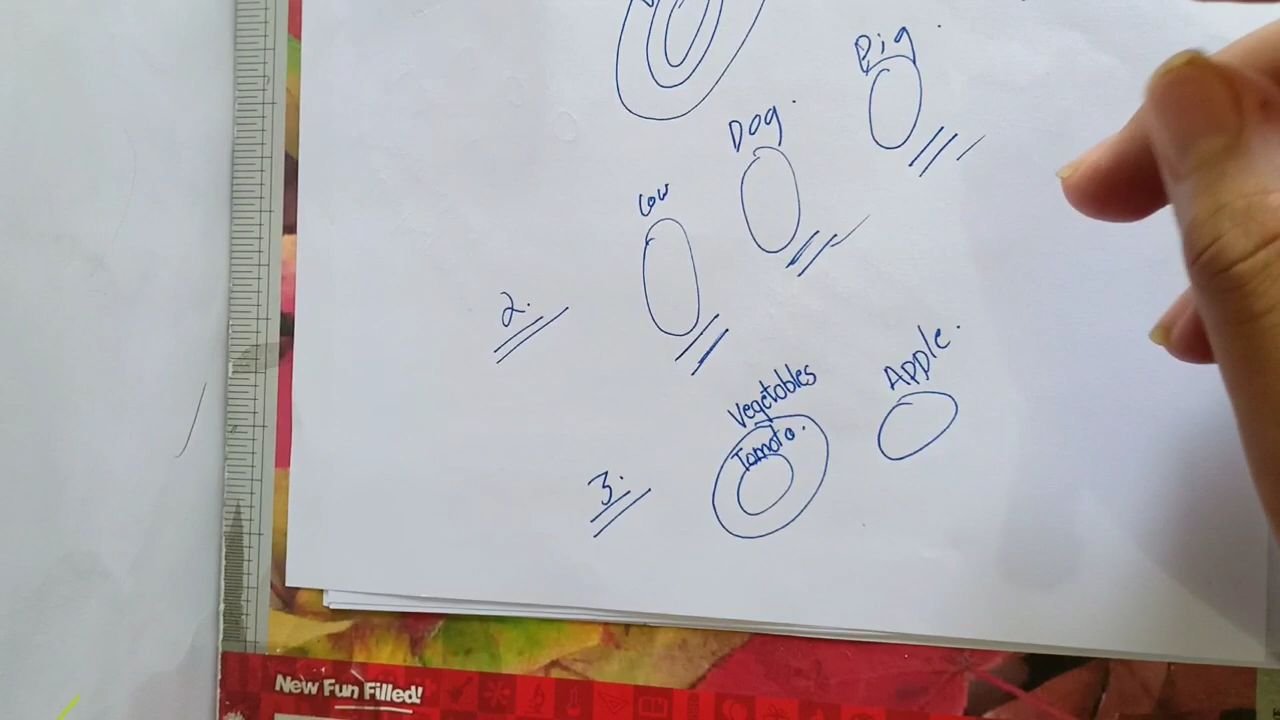 Pig.
Dog.
Cow
2.
Vegetables
Tomato.
Apple.
3.
New Fun Filled!